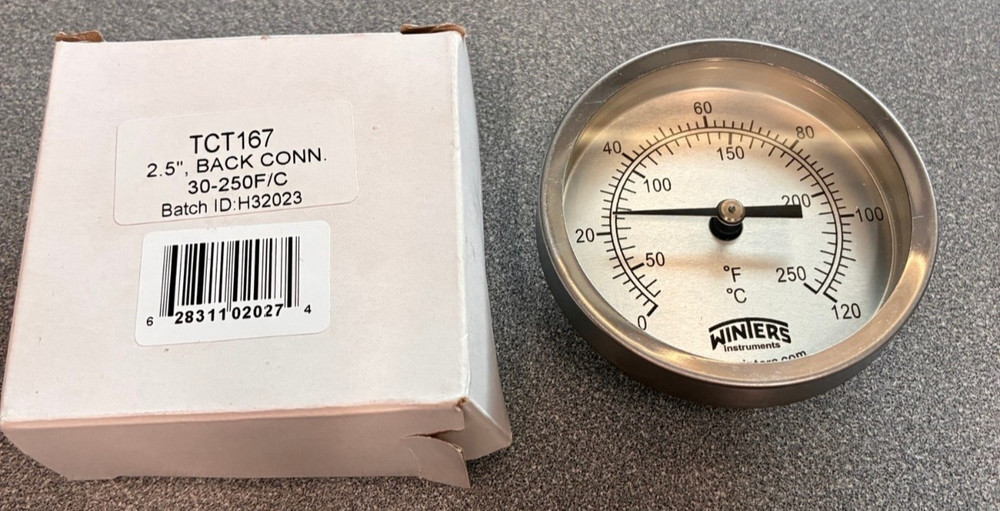 TCT167
2.5", BACK CONN.
30-250F/C
Batch ID:H32023
6 28311 02027 4
60
40
80
150
100
200
100
20
50
°F
250
°C
0
120
WINTERS
Instruments